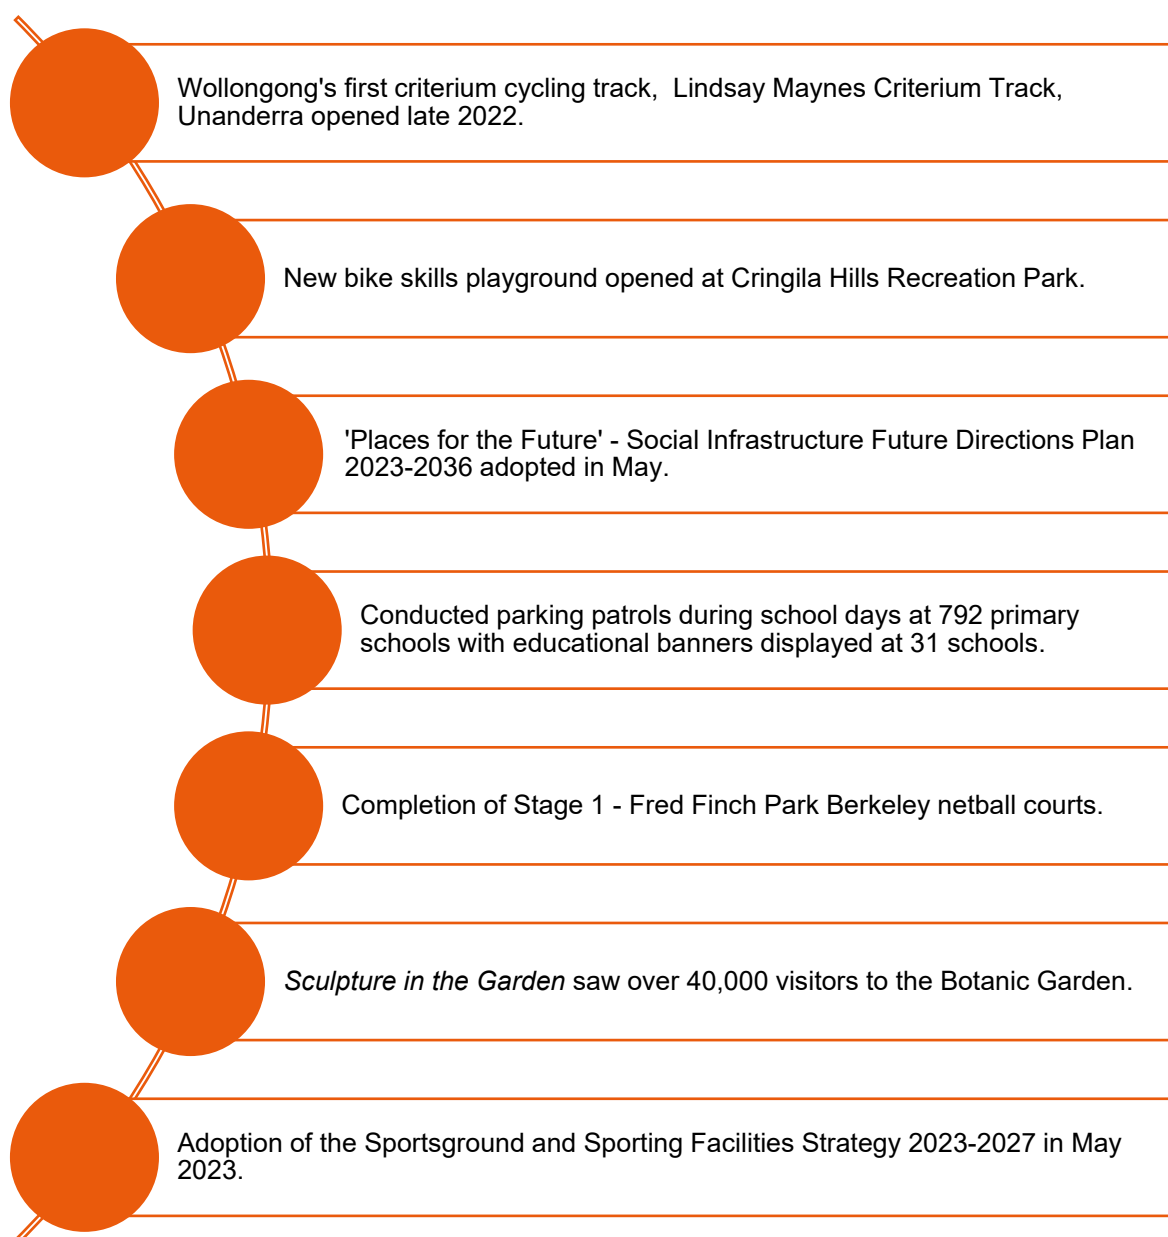 Wollongong's first criterium cycling track,  Lindsay Maynes Criterium Track,
Unanderra opened late 2022.
New bike skills playground opened at Cringila Hills Recreation Park.
'Places for the Future' - Social Infrastructure Future Directions Plan
2023-2036 adopted in May.
Conducted parking patrols during school days at 792 primary
schools with educational banners displayed at 31 schools.
Completion of Stage 1 - Fred Finch Park Berkeley netball courts.
Sculpture in the Garden saw over 40,000 visitors to the Botanic Garden.
Adoption of the Sportsground and Sporting Facilities Strategy 2023-2027 in May
2023.